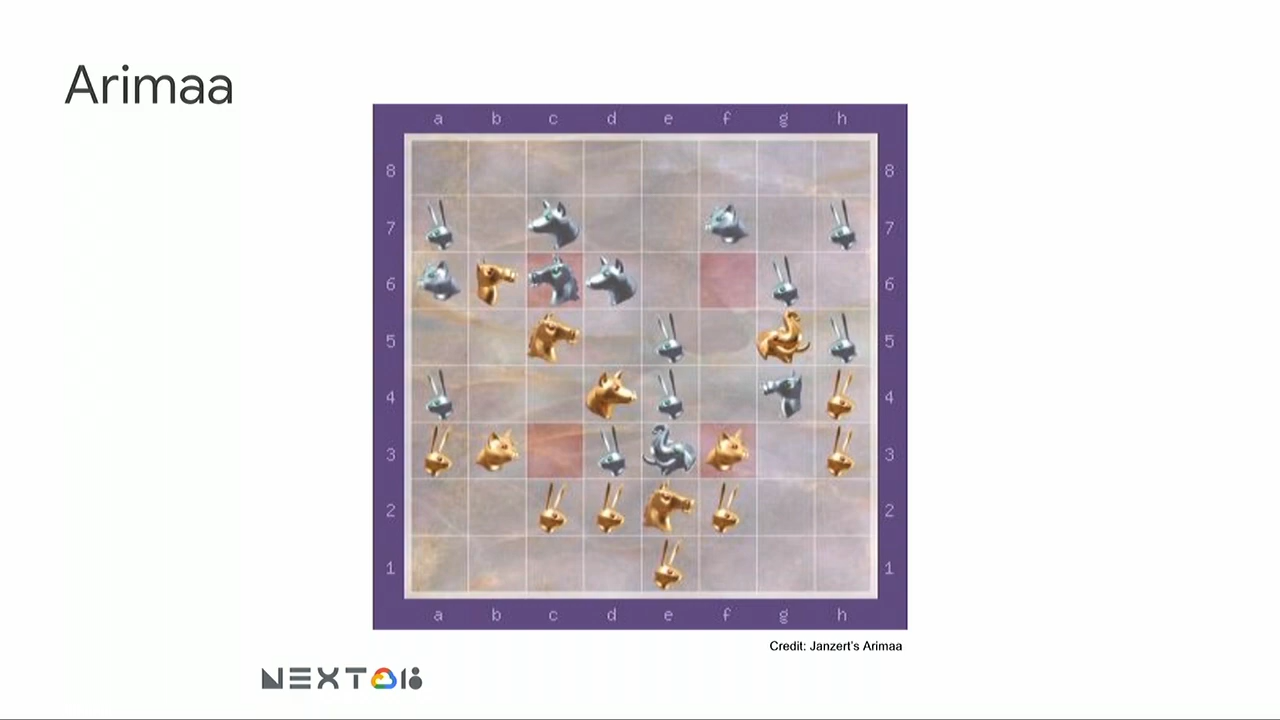 Arimaa
a b c d e f g h
8 8
7 7
6 6
5 5
4 4
3 3
2 2
1 1
a b c d e f g h
Credit: Janzert's Arimaa
NEXT 18